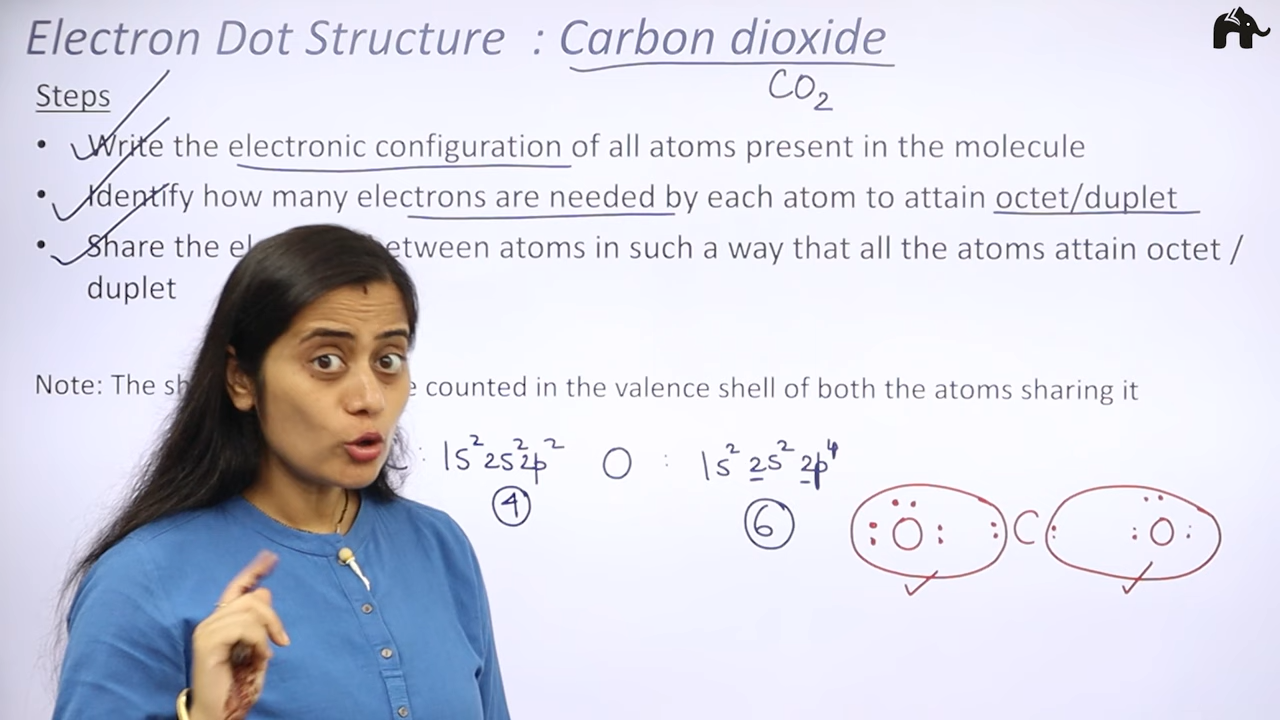 Electron Dot Structure : Carbon dioxide
CO2
Steps
• Write the electronic configuration of all atoms present in the molecule
• Identify how many electrons are needed by each atom to attain octet/duplet
• Share the between atoms in such a way that all the atoms attain octet /
duplet
Note: The counted in the valence shell of both the atoms sharing it
: 1s² 2s² 2p² O : 1s² 2s² 2p⁴
4 6
O C O